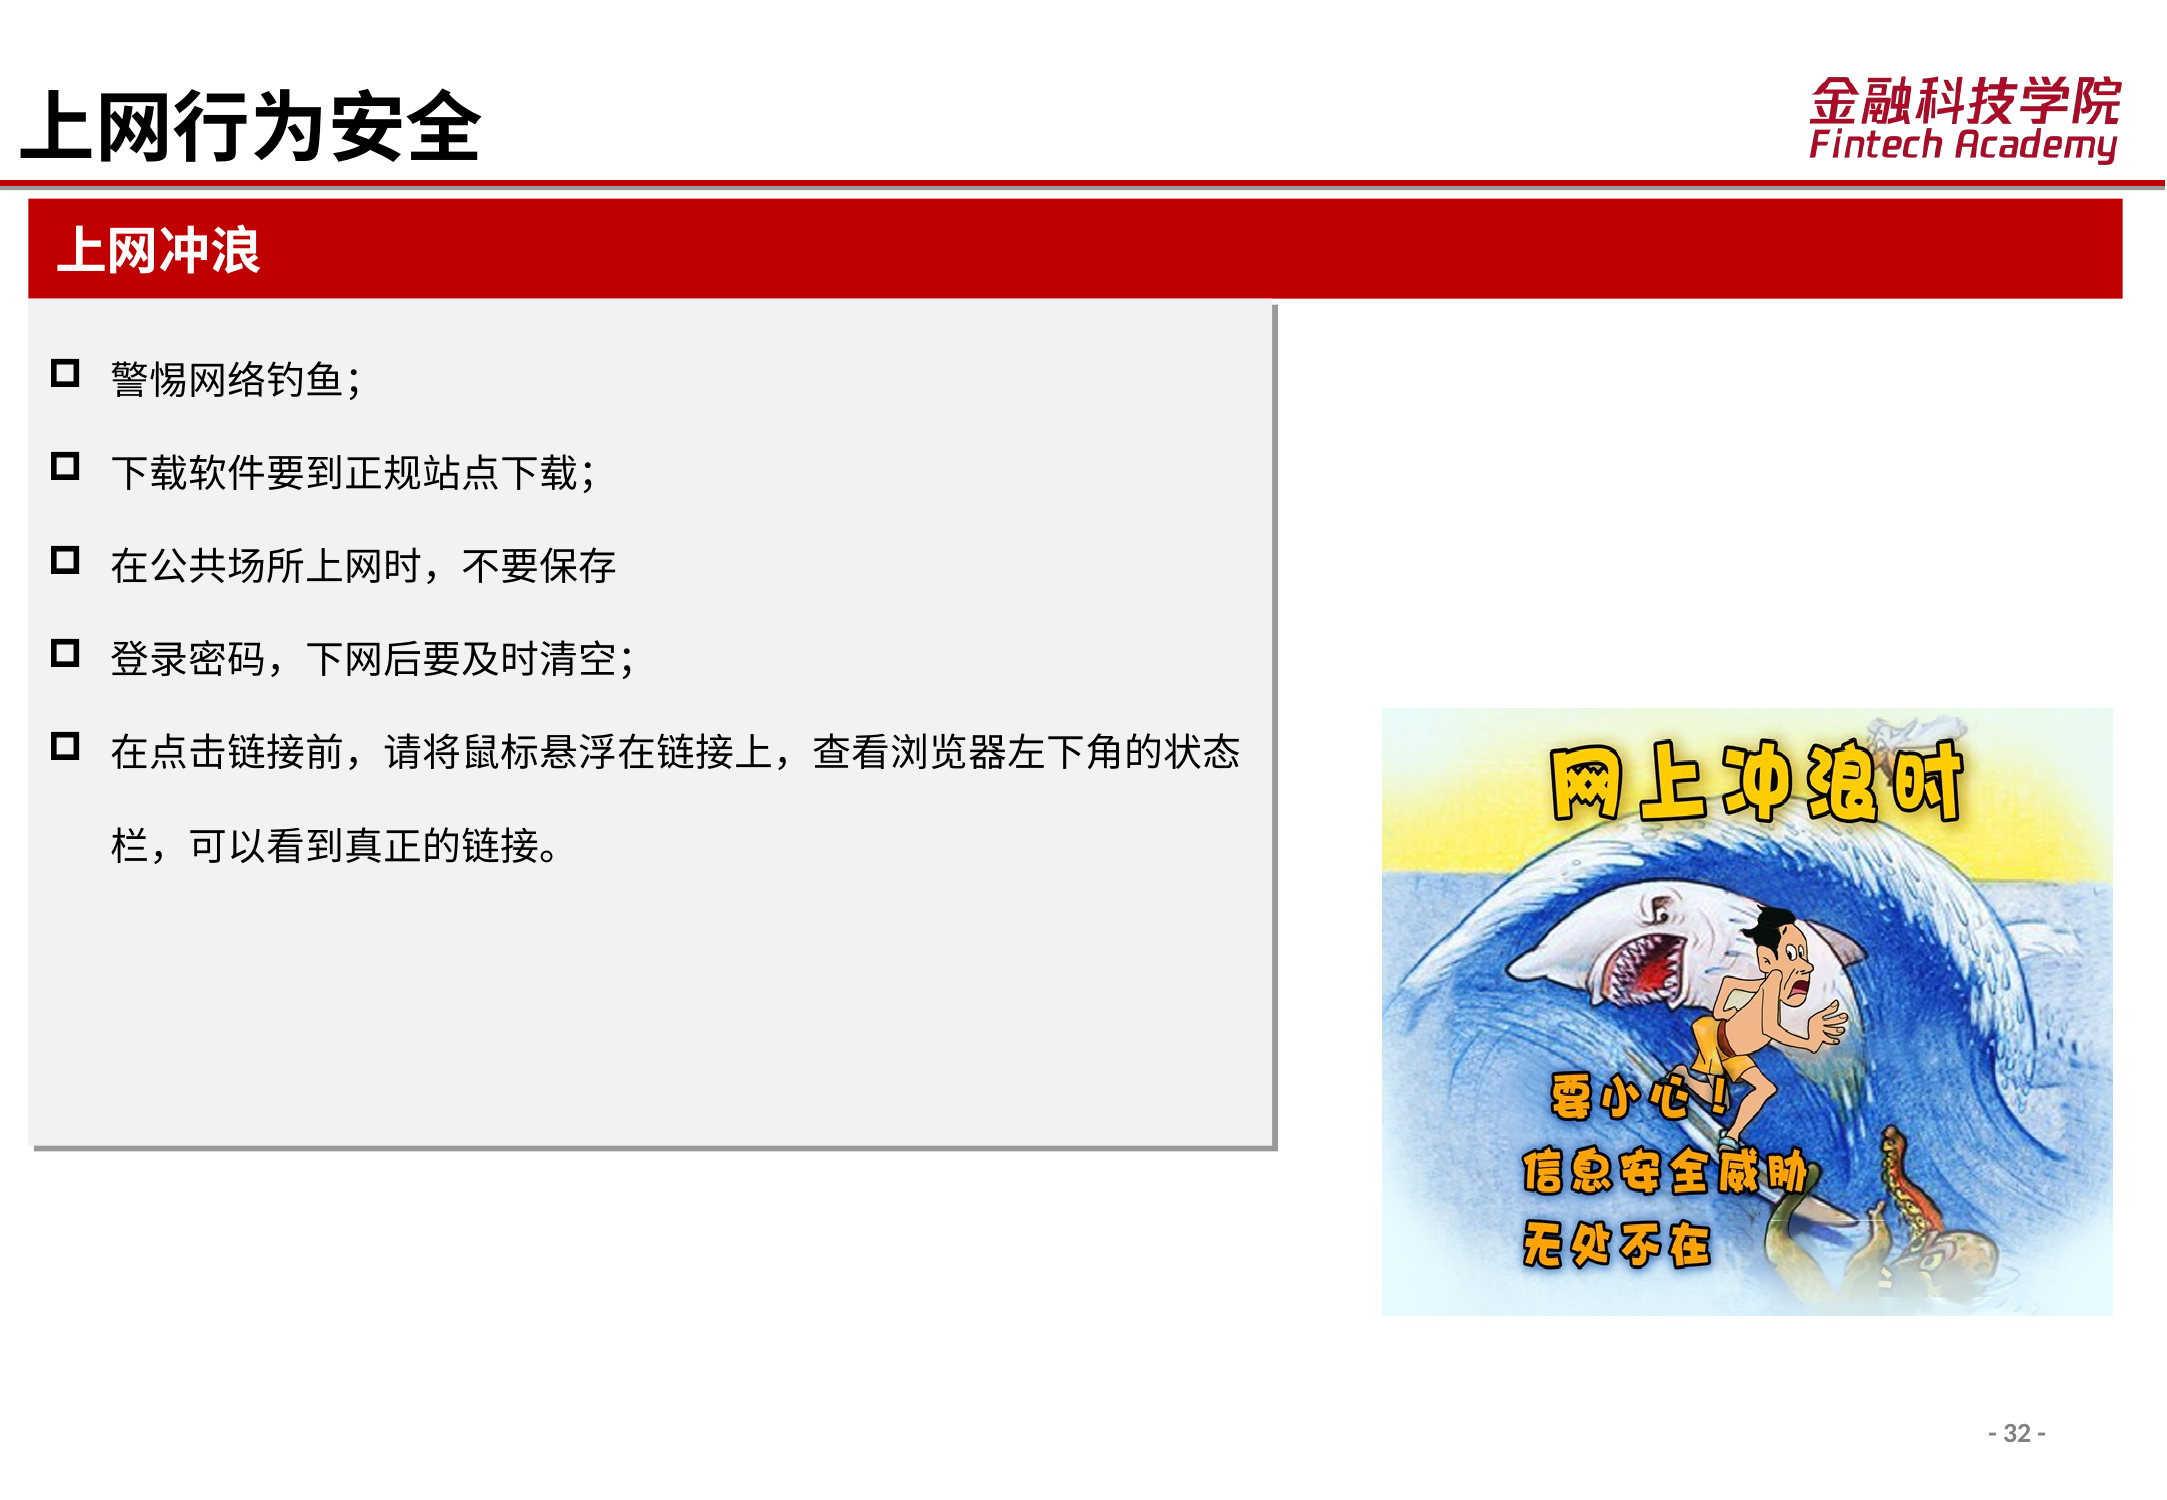 上网行为安全
金融科技学院
Fintech Academy
上网冲浪
警惕网络钓鱼；
下载软件要到正规站点下载；
在公共场所上网时，不要保存
登录密码，下网后要及时清空；
在点击链接前，请将鼠标悬浮在链接上，查看浏览器左下角的状态
栏，可以看到真正的链接。
网上冲浪时
要小心！
信息安全威胁
无处不在
- 32 -